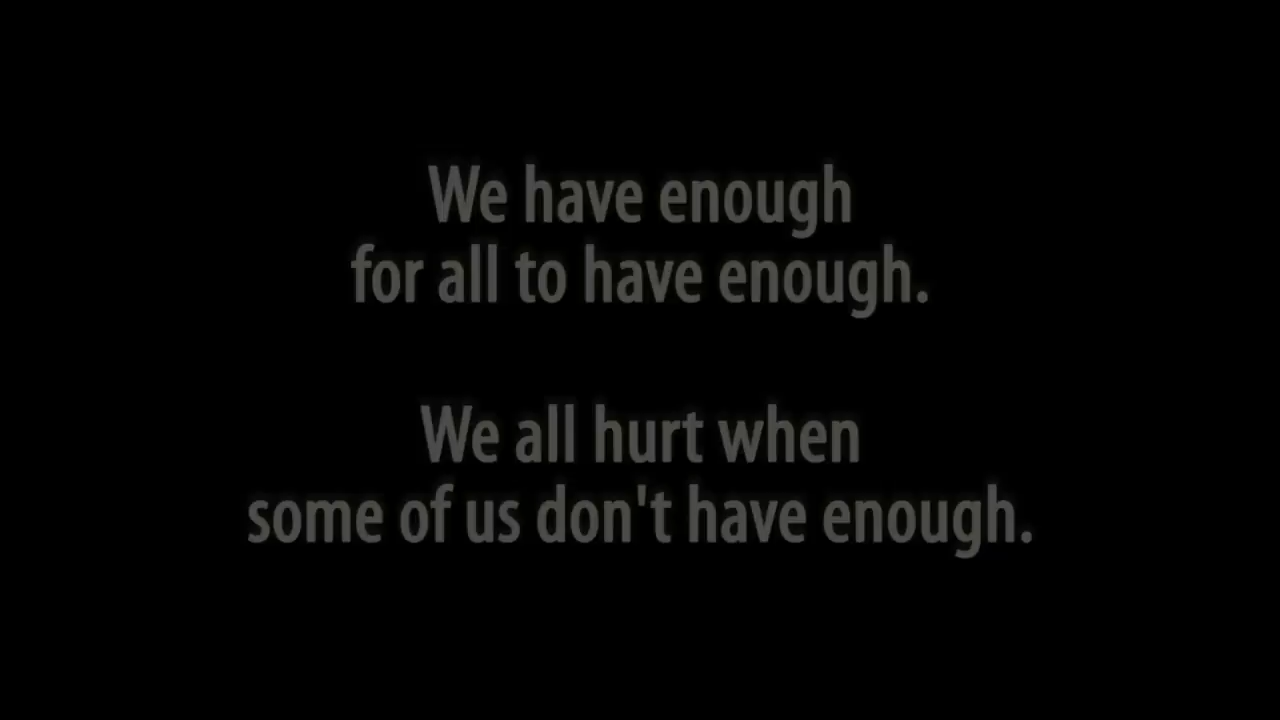 We have enough
for all to have enough.
We all hurt when
some of us don't have enough.